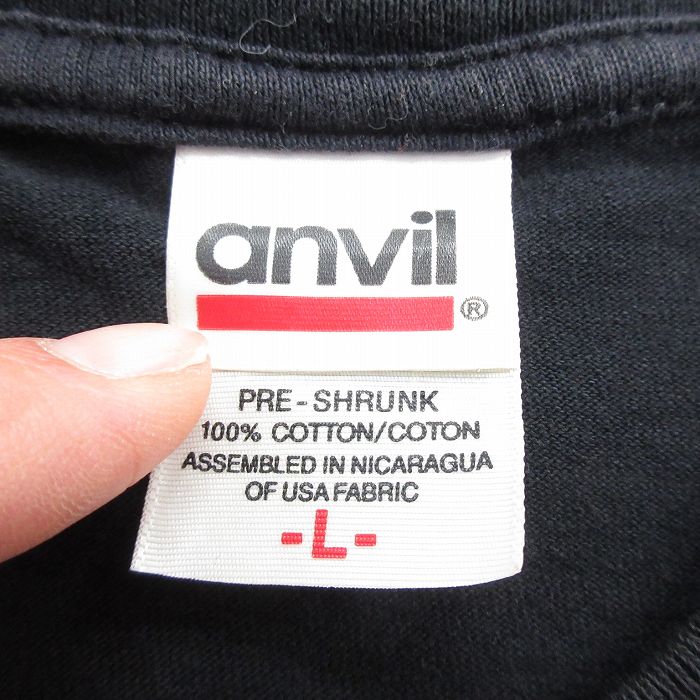 anvil®
PRE-SHRUNK
100% COTTON/COTON
ASSEMBLED IN NICARAGUA
OF USA FABRIC
-L-